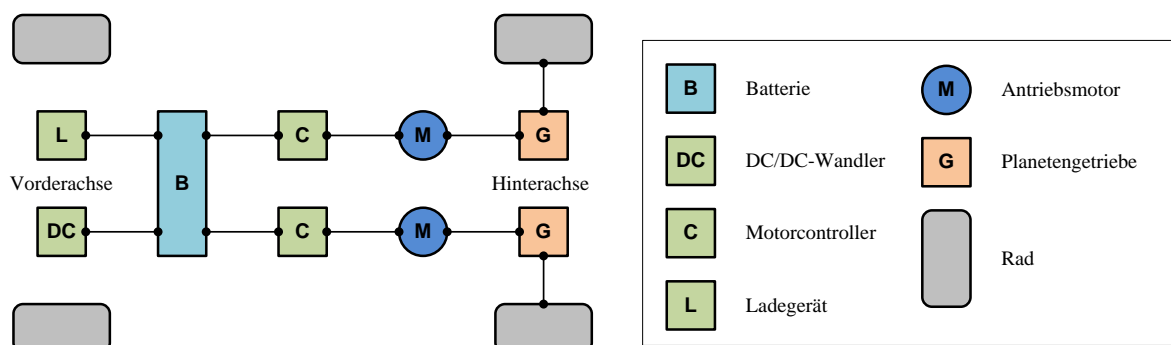 L
C
M
G
Vorderachse
B
Hinterachse
DC
C
M
G
B
Batterie
M
Antriebsmotor
DC
DC/DC-Wandler
G
Planetengetriebe
C
Motorcontroller
Rad
L
Ladegerät